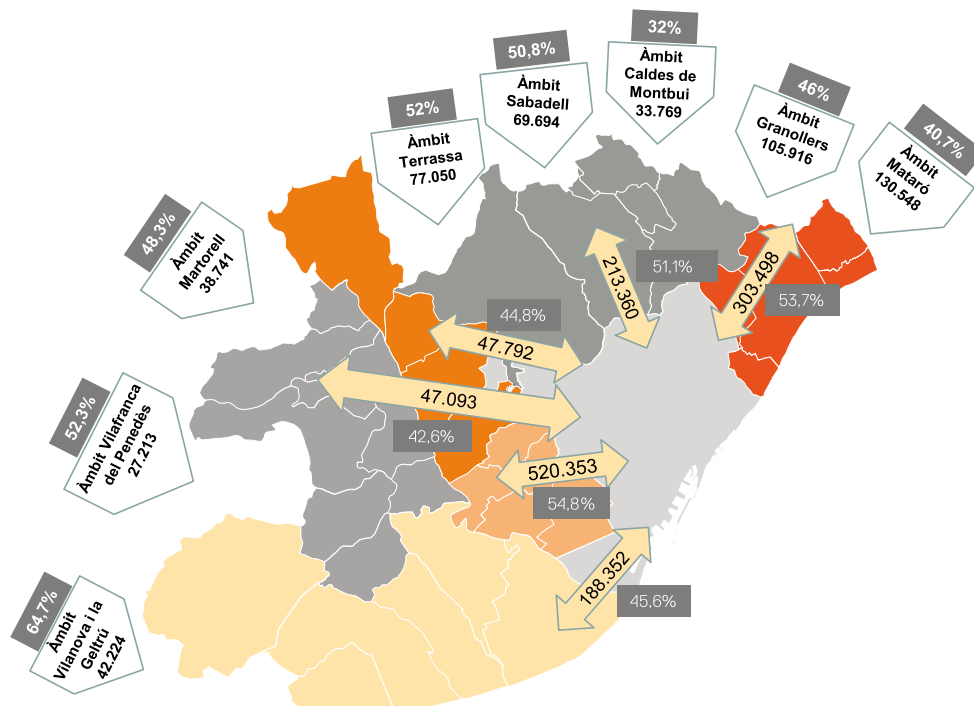 32%
Àmbit
Caldes de
Montbui
33.769
50,8%
Àmbit
Sabadell
69.694
52%
Àmbit
Terrassa
77.050
46%
Àmbit
Granollers
105.916
40,7%
Àmbit
Mataró
130.548
48,3%
Àmbit
Martorell
38.741
52,3%
Àmbit Vilafranca
del Penedès
27.213
64,7%
Àmbit
Vilanova i la
Geltrú
42.224
213.360
51,1%
303.498
53,7%
44,8%
47.792
47.093
42,6%
520.353
54,8%
188.352
45,6%